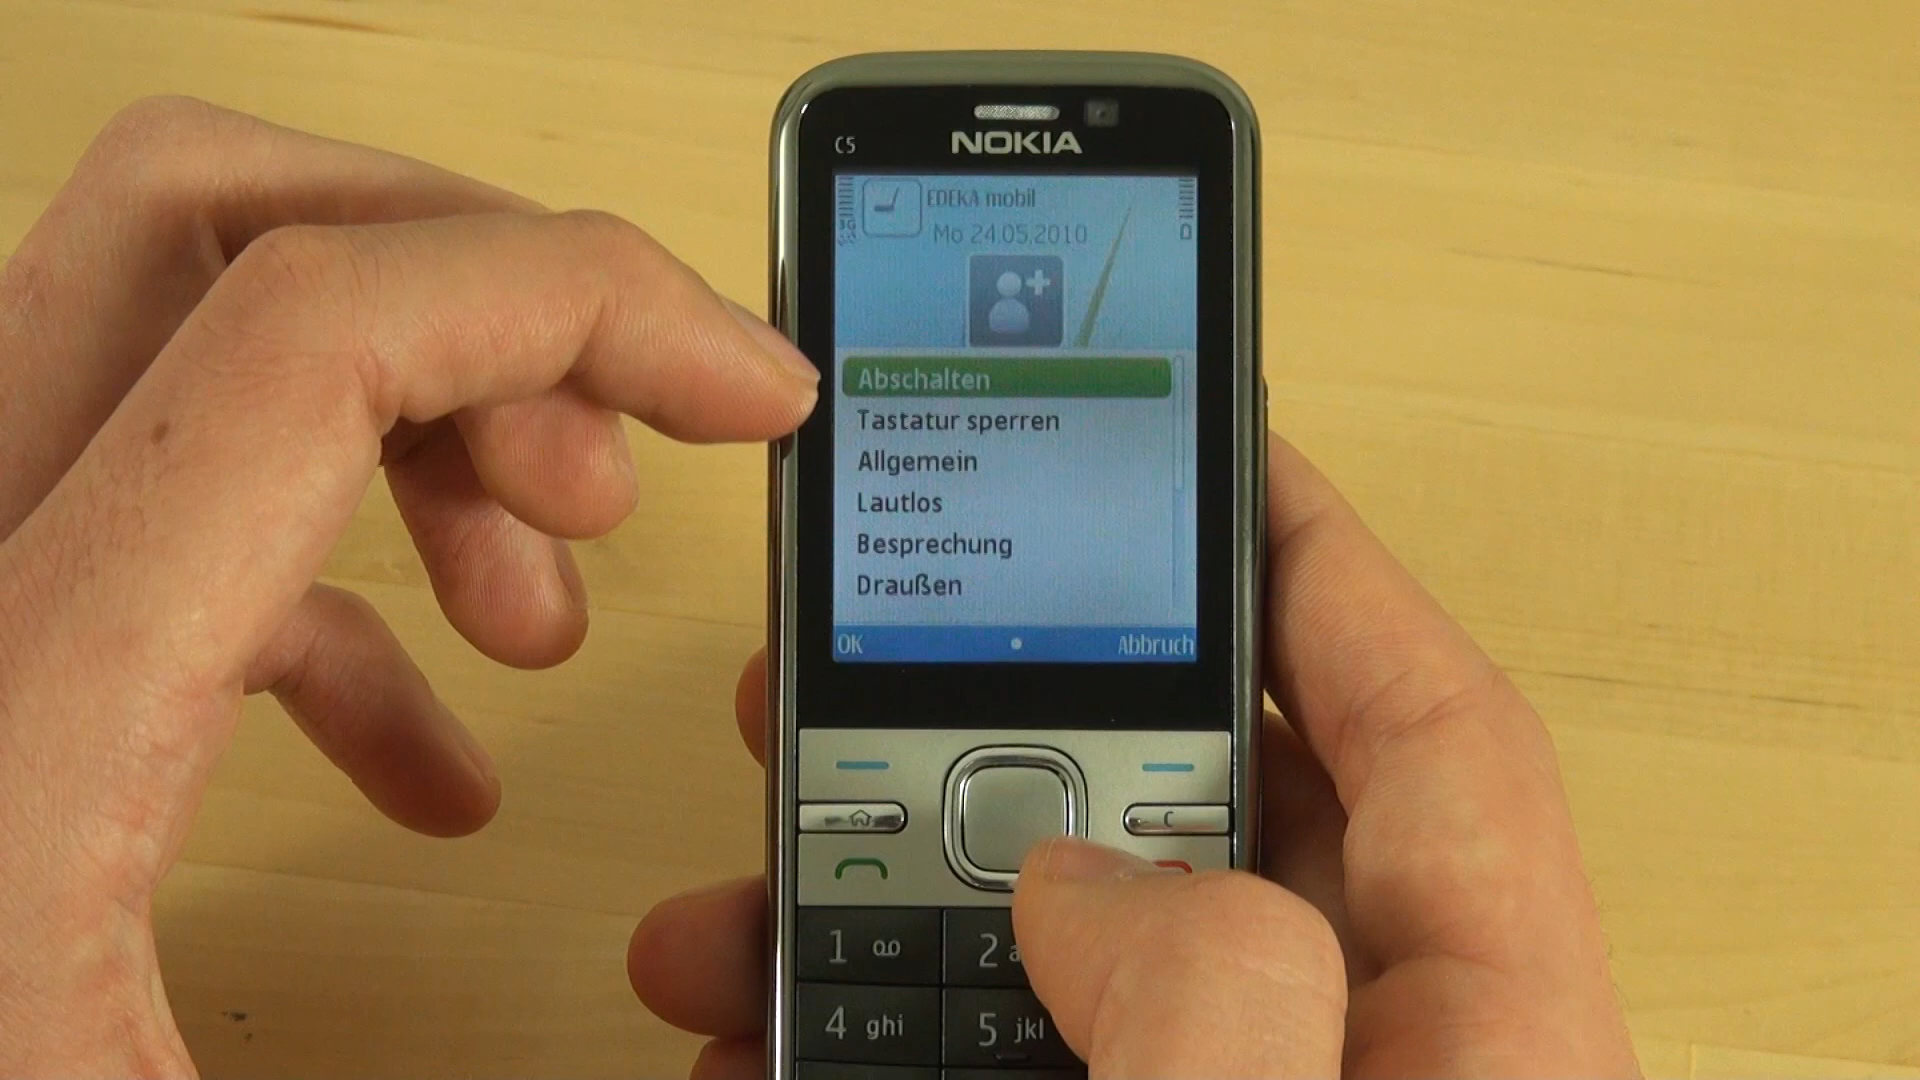 C5
NOKIA
EDEKA mobil
Mo 24.05.2010
Abschalten
Tastatur sperren
Allgemein
Lautlos
Besprechung
Draußen
OK Abbruch
C
1 2
4 ghi 5 jkl